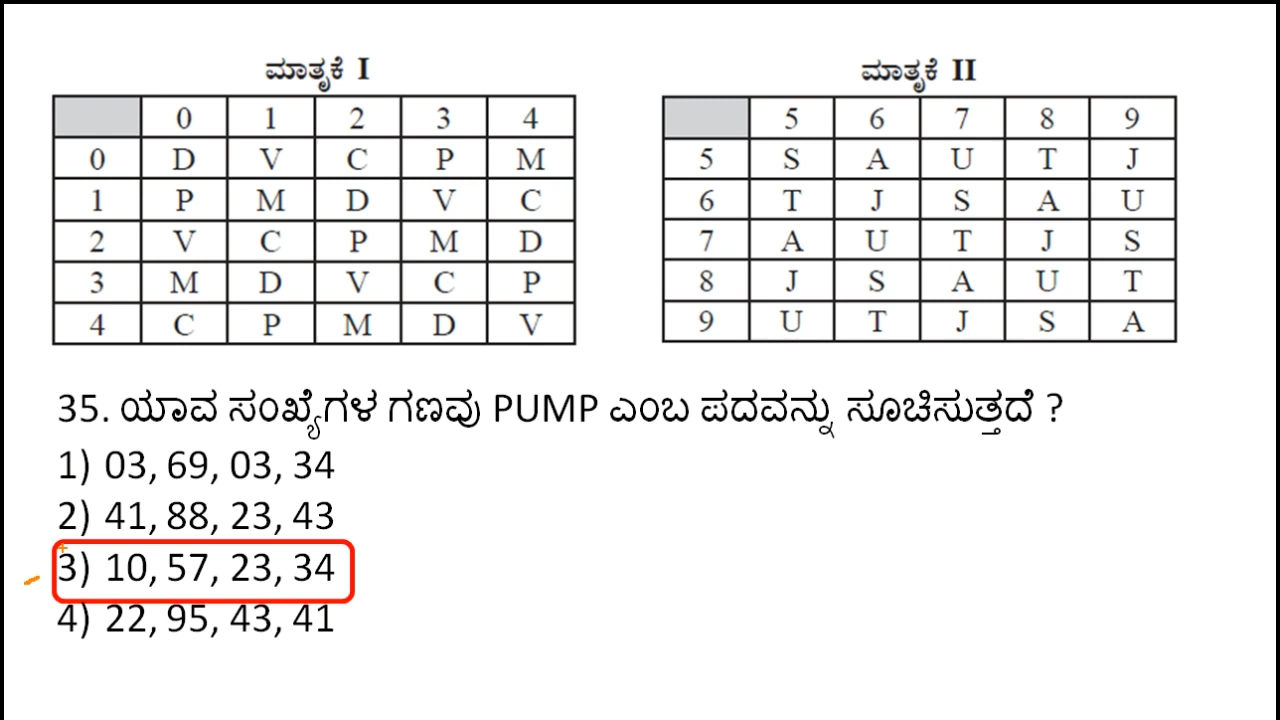 ಮಾತೃಕೆ I
0 1 2 3 4
0 D V C P M
1 P M D V C
2 V C P M D
3 M D V C P
4 C P M D V
ಮಾತೃಕೆ II
5 6 7 8 9
5 S A U T J
6 T J S A U
7 A U T J S
8 J S A U T
9 U T J S A
35. ಯಾವ ಸಂಖ್ಯೆಗಳ ಗಣವು PUMP ಎಂಬ ಪದವನ್ನು ಸೂಚಿಸುತ್ತದೆ ?
1) 03, 69, 03, 34
2) 41, 88, 23, 43
3) 10, 57, 23, 34
4) 22, 95, 43, 41